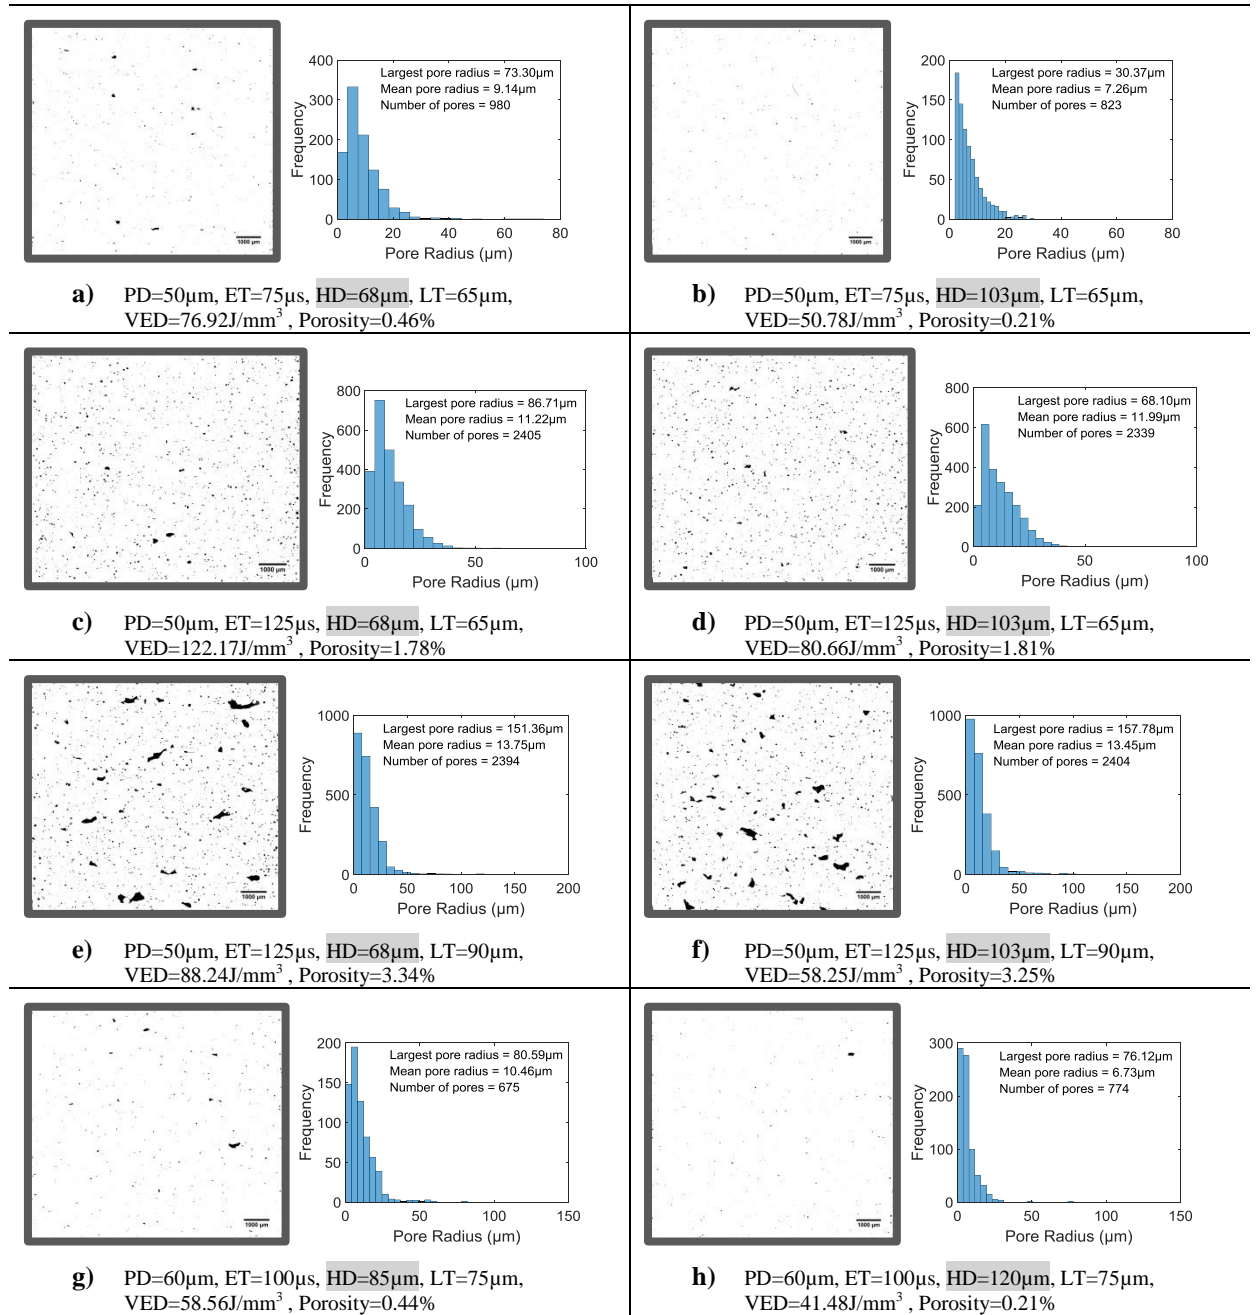 1000 µm
400
300
200
100
0
Frequency
Largest pore radius = 73.30µm
Mean pore radius = 9.14µm
Number of pores = 980
0 20 40 60 80
Pore Radius (µm)
a) PD=50µm, ET=75µs, HD=68µm, LT=65µm,
VED=76.92J/mm³ , Porosity=0.46%
1000 µm
200
150
100
50
0
Frequency
Largest pore radius = 30.37µm
Mean pore radius = 7.26µm
Number of pores = 823
0 20 40 60 80
Pore Radius (µm)
b) PD=50µm, ET=75µs, HD=103µm, LT=65µm,
VED=50.78J/mm³ , Porosity=0.21%
1000 µm
800
600
400
200
0
Frequency
Largest pore radius = 86.71µm
Mean pore radius = 11.22µm
Number of pores = 2405
0 50 100
Pore Radius (µm)
c) PD=50µm, ET=125µs, HD=68µm, LT=65µm,
VED=122.17J/mm³ , Porosity=1.78%
1000 µm
800
600
400
200
0
Frequency
Largest pore radius = 68.10µm
Mean pore radius = 11.99µm
Number of pores = 2339
0 50 100
Pore Radius (µm)
d) PD=50µm, ET=125µs, HD=103µm, LT=65µm,
VED=80.66J/mm³ , Porosity=1.81%
1000 µm
1000
500
0
Frequency
Largest pore radius = 151.36µm
Mean pore radius = 13.75µm
Number of pores = 2394
0 50 100 150 200
Pore Radius (µm)
e) PD=50µm, ET=125µs, HD=68µm, LT=90µm,
VED=88.24J/mm³ , Porosity=3.34%
1000 µm
1000
500
0
Frequency
Largest pore radius = 157.78µm
Mean pore radius = 13.45µm
Number of pores = 2404
0 50 100 150 200
Pore Radius (µm)
f) PD=50µm, ET=125µs, HD=103µm, LT=90µm,
VED=58.25J/mm³ , Porosity=3.25%
1000 µm
200
150
100
50
0
Frequency
Largest pore radius = 80.59µm
Mean pore radius = 10.46µm
Number of pores = 675
0 50 100 150
Pore Radius (µm)
g) PD=60µm, ET=100µs, HD=85µm, LT=75µm,
VED=58.56J/mm³ , Porosity=0.44%
1000 µm
300
200
100
0
Frequency
Largest pore radius = 76.12µm
Mean pore radius = 6.73µm
Number of pores = 774
0 50 100 150
Pore Radius (µm)
h) PD=60µm, ET=100µs, HD=120µm, LT=75µm,
VED=41.48J/mm³ , Porosity=0.21%